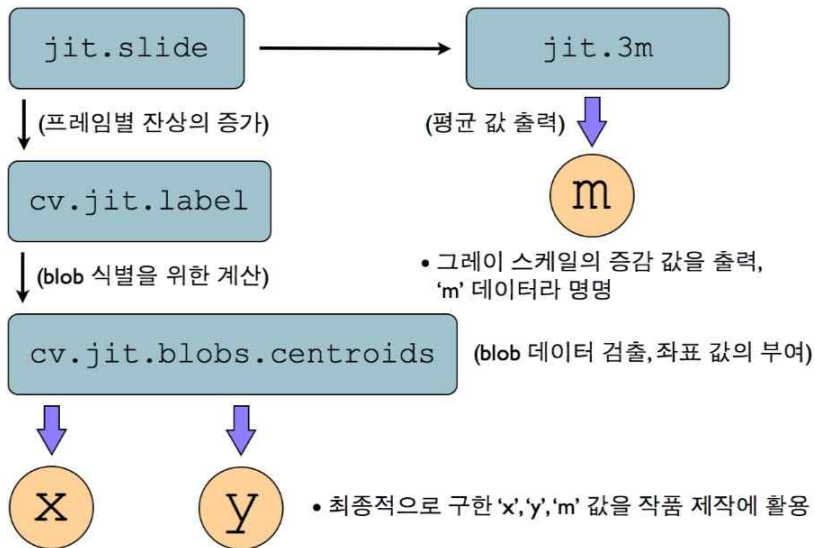 jit.slide
jit.3m
(프레임별 잔상의 증가)
(평균 값 출력)
cv.jit.label
m
(blob 식별을 위한 계산)
• 그레이 스케일의 증감 값을 출력,
‘m’ 데이터라 명명
cv.jit.blobs.centroids
(blob 데이터 검출,좌표 값의 부여)
x
y
• 최종적으로 구한 ‘x’,‘y’,‘m’ 값을 작품 제작에 활용